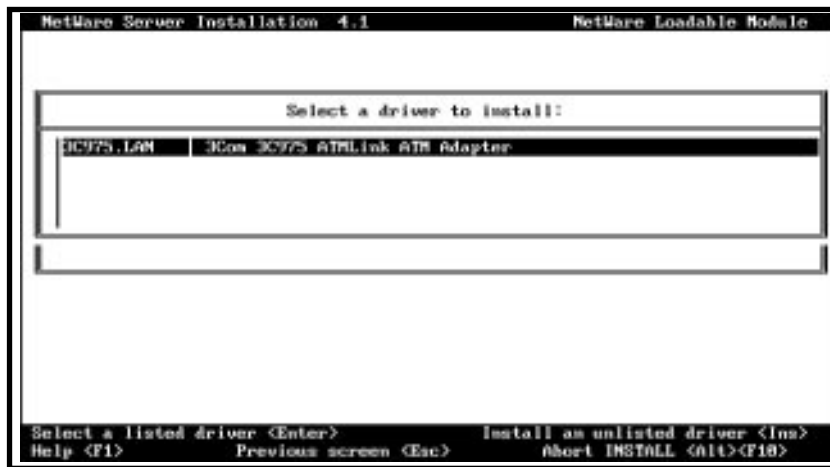 NetWare Server Installation 4.1 NetWare Loadable Module
Select a driver to install:
3C975.LAN 3Com 3C975 ATMLink ATM Adapter
Select a listed driver <Enter> Install an unlisted driver <Ins>
Help <F1> Previous screen <Esc> Abort INSTALL <Alt><F10>